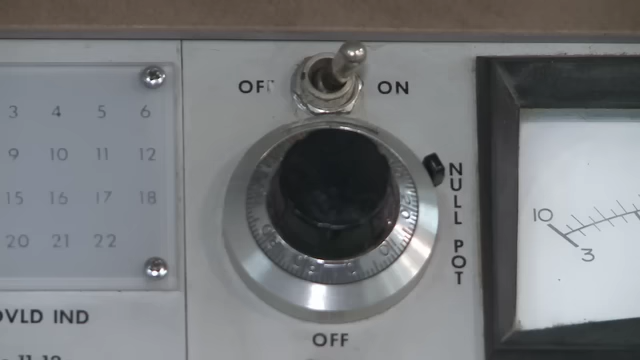 OFF ON
3 4 5 6
9 10 11 12
15 16 17 18
20 21 22
NULL POT
10
3
OVLD IND
OFF